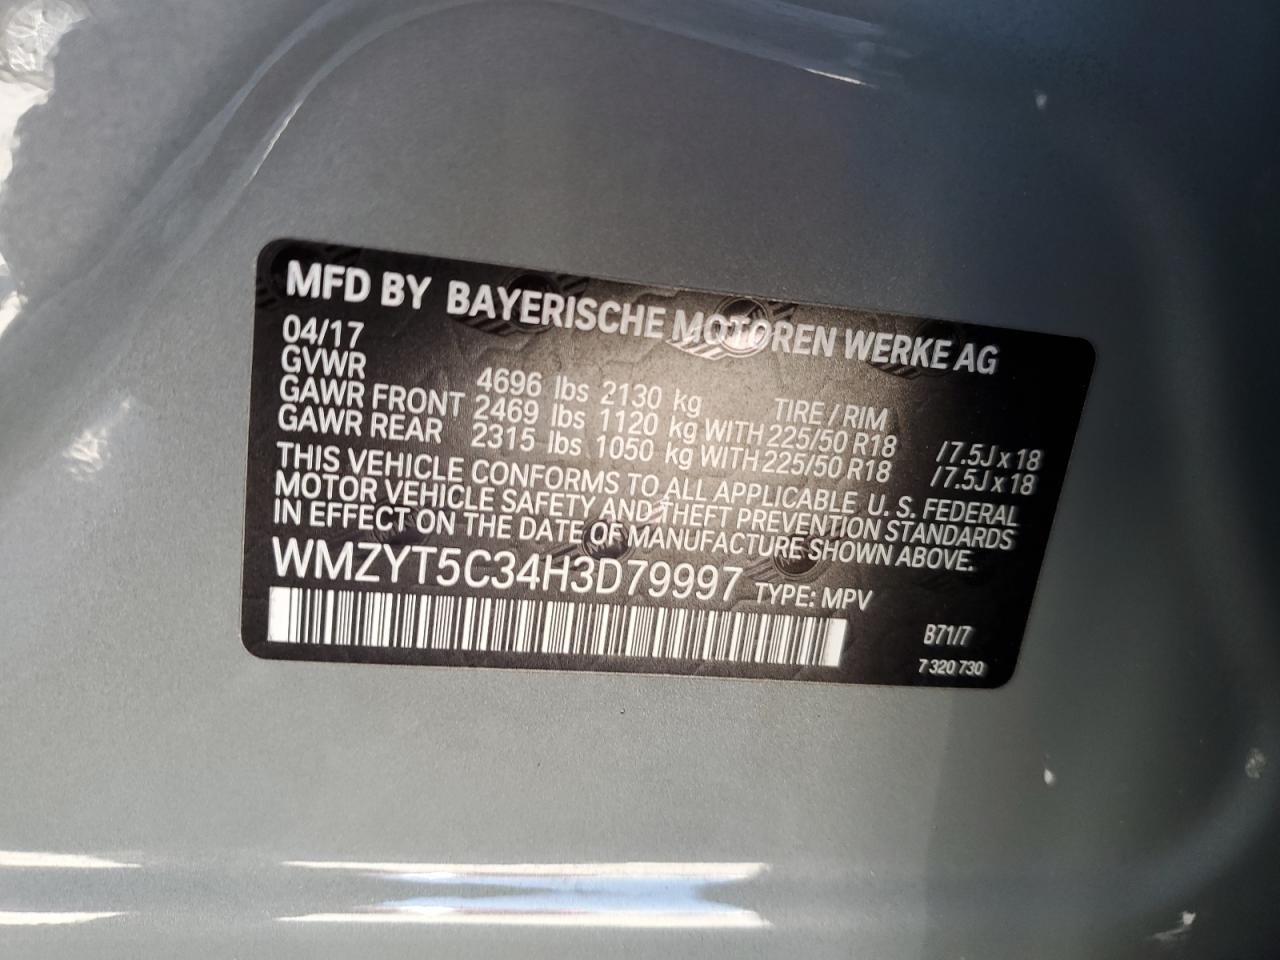 MFD BY BAYERISCHE MOTOREN WERKE AG
04/17
GVWR 4696 lbs 2130 kg TIRE / RIM
GAWR FRONT 2469 lbs 1120 kg WITH 225/50 R18 / 7.5J x 18
GAWR REAR 2315 lbs 1050 kg WITH 225/50 R18 / 7.5J x 18
THIS VEHICLE CONFORMS TO ALL APPLICABLE U. S. FEDERAL
MOTOR VEHICLE SAFETY AND THEFT PREVENTION STANDARDS
IN EFFECT ON THE DATE OF MANUFACTURE SHOWN ABOVE.
WMZYT5C34H3D79997 TYPE: MPV
B71/7
7 320 730